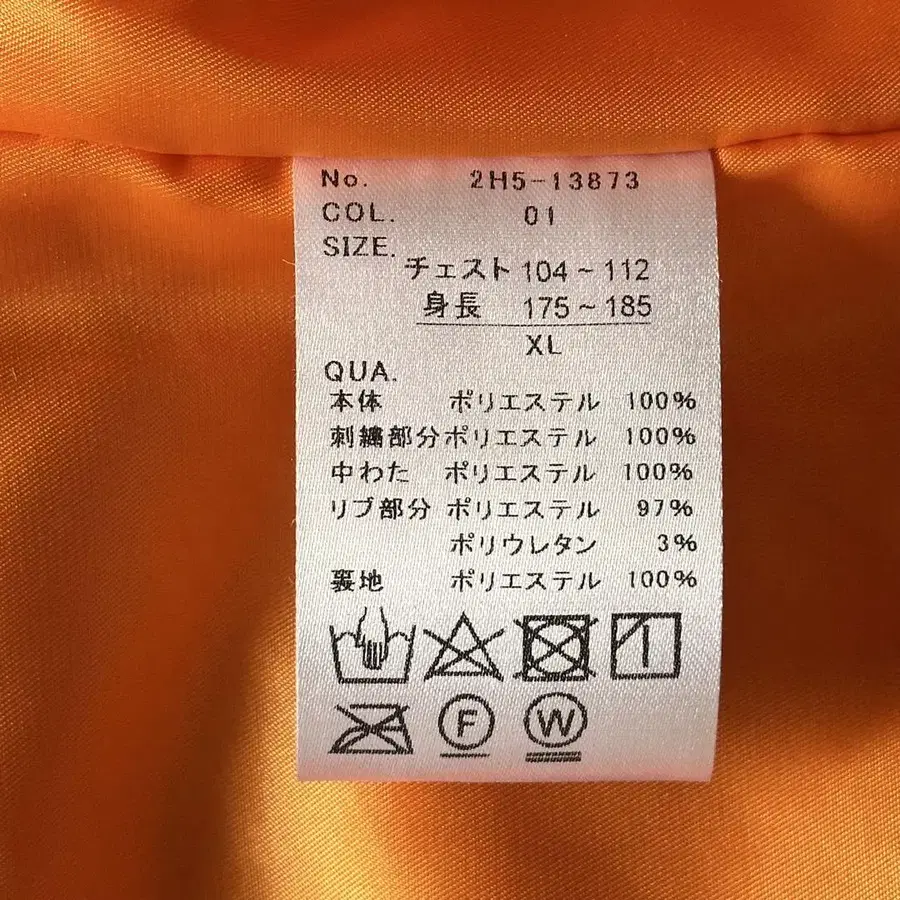 No. 2H5-13873
COL. 01
SIZE.
チェスト 104~112
身長 175~185
XL
QUA.
本体 ポリエステル 100%
刺繍部分 ポリエステル 100%
中わた ポリエステル 100%
リブ部分 ポリエステル 97%
ポリウレタン 3%
裏地 ポリエステル 100%
F W